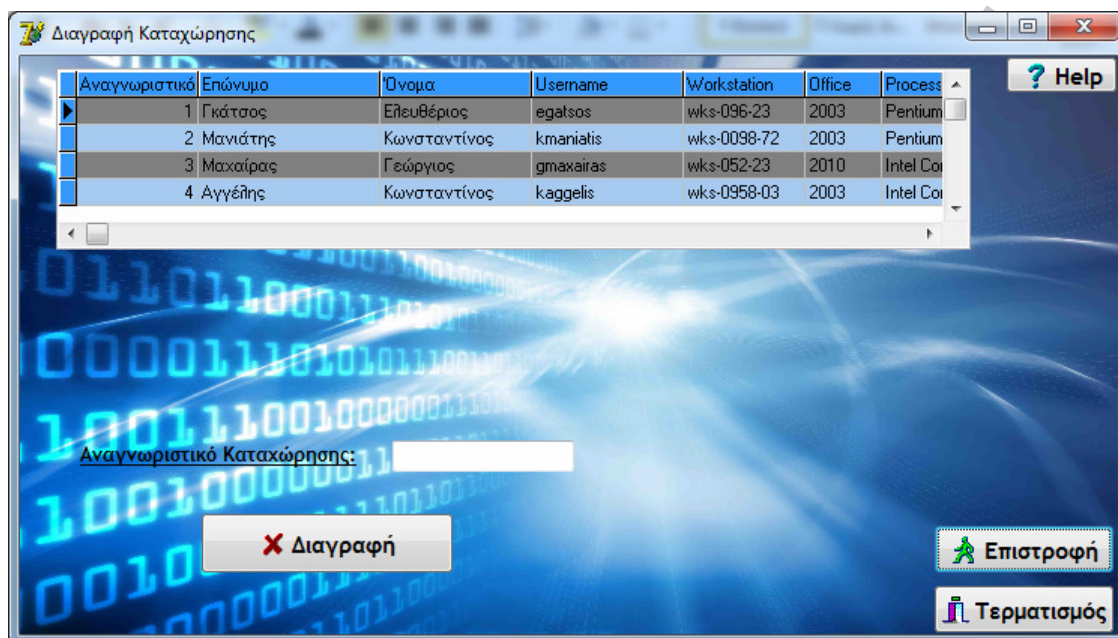 Διαγραφή Καταχώρησης
? Help
Αναγνωριστικό Επώνυμο Όνομα Username Workstation Office Process
1 Γκάτσος Ελευθέριος egatsos wks-096-23 2003 Pentium
2 Μανιάτης Κωνσταντίνος kmaniatis wks-0098-72 2003 Pentium
3 Μαχαίρας Γεώργιος gmaxairas wks-052-23 2010 Intel Cor
4 Αγγέλης Κωνσταντίνος kaggelis wks-0958-03 2003 Intel Cor
Αναγνωριστικό Καταχώρησης:
Διαγραφή
Επιστροφή
Τερματισμός